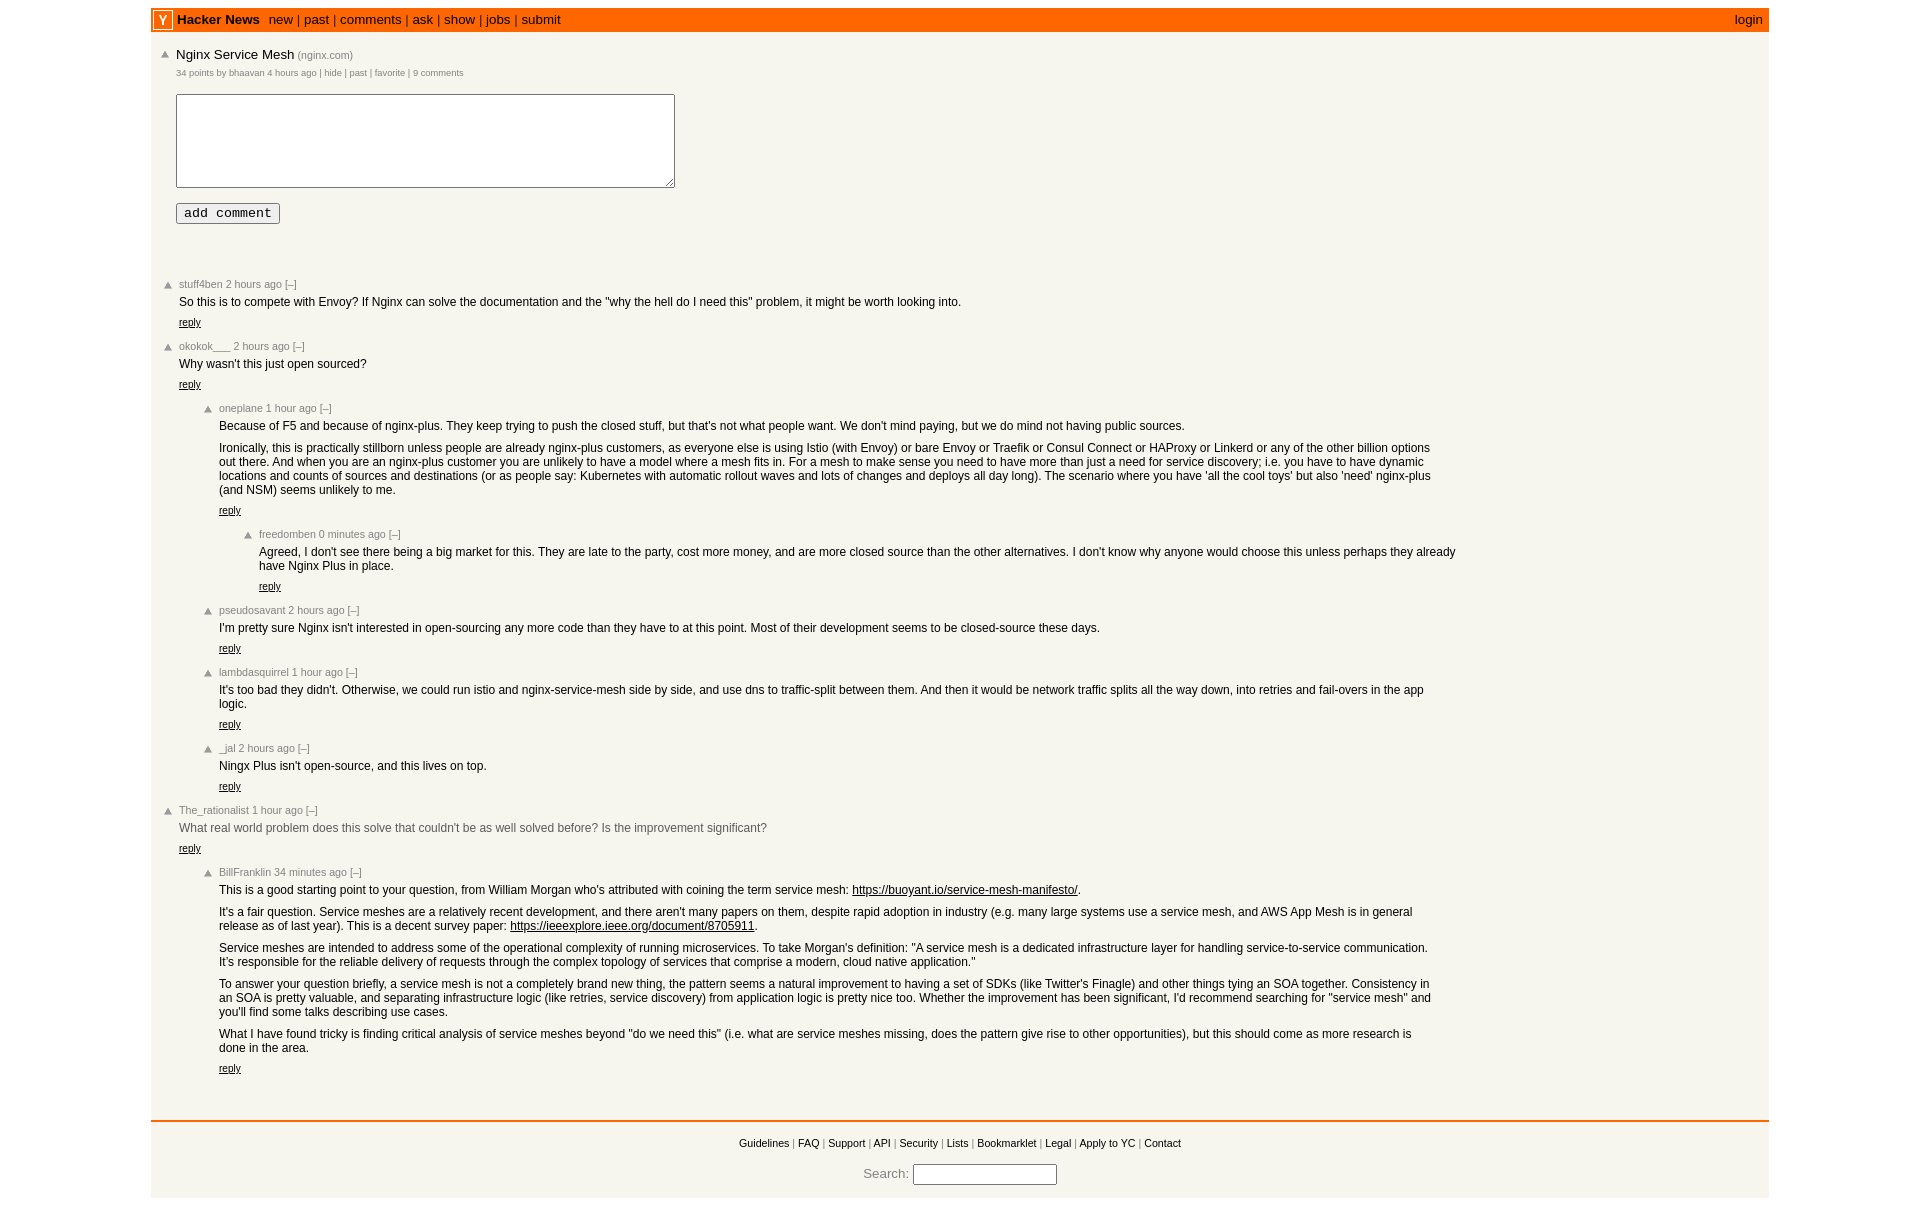 Y Hacker News new | past | comments | ask | show | jobs | submit login
Nginx Service Mesh (nginx.com)
34 points by bhaavan 4 hours ago | hide | past | favorite | 9 comments
add comment
stuff4ben 2 hours ago [–]
So this is to compete with Envoy? If Nginx can solve the documentation and the "why the hell do I need this" problem, it might be worth looking into.
reply
okokok___ 2 hours ago [–]
Why wasn't this just open sourced?
reply
oneplane 1 hour ago [–]
Because of F5 and because of nginx-plus. They keep trying to push the closed stuff, but that's not what people want. We don't mind paying, but we do mind not having public sources.
Ironically, this is practically stillborn unless people are already nginx-plus customers, as everyone else is using Istio (with Envoy) or bare Envoy or Traefik or Consul Connect or HAProxy or Linkerd or any of the other billion options
out there. And when you are an nginx-plus customer you are unlikely to have a model where a mesh fits in. For a mesh to make sense you need to have more than just a need for service discovery; i.e. you have to have dynamic
locations and counts of sources and destinations (or as people say: Kubernetes with automatic rollout waves and lots of changes and deploys all day long). The scenario where you have 'all the cool toys' but also 'need' nginx-plus
(and NSM) seems unlikely to me.
reply
freedomben 0 minutes ago [–]
Agreed, I don't see there being a big market for this. They are late to the party, cost more money, and are more closed source than the other alternatives. I don't know why anyone would choose this unless perhaps they already
have Nginx Plus in place.
reply
pseudosavant 2 hours ago [–]
I'm pretty sure Nginx isn't interested in open-sourcing any more code than they have to at this point. Most of their development seems to be closed-source these days.
reply
lambdasquirrel 1 hour ago [–]
It's too bad they didn't. Otherwise, we could run istio and nginx-service-mesh side by side, and use dns to traffic-split between them. And then it would be network traffic splits all the way down, into retries and fail-overs in the app
logic.
reply
_jal 2 hours ago [–]
Ningx Plus isn't open-source, and this lives on top.
reply
The_rationalist 1 hour ago [–]
What real world problem does this solve that couldn't be as well solved before? Is the improvement significant?
reply
BillFranklin 34 minutes ago [–]
This is a good starting point to your question, from William Morgan who's attributed with coining the term service mesh: https://buoyant.io/service-mesh-manifesto/.
It's a fair question. Service meshes are a relatively recent development, and there aren't many papers on them, despite rapid adoption in industry (e.g. many large systems use a service mesh, and AWS App Mesh is in general
release as of last year). This is a decent survey paper: https://ieeexplore.ieee.org/document/8705911.
Service meshes are intended to address some of the operational complexity of running microservices. To take Morgan's definition: "A service mesh is a dedicated infrastructure layer for handling service-to-service communication.
It's responsible for the reliable delivery of requests through the complex topology of services that comprise a modern, cloud native application."
To answer your question briefly, a service mesh is not a completely brand new thing, the pattern seems a natural improvement to having a set of SDKs (like Twitter's Finagle) and other things tying an SOA together. Consistency in
an SOA is pretty valuable, and separating infrastructure logic (like retries, service discovery) from application logic is pretty nice too. Whether the improvement has been significant, I'd recommend searching for "service mesh" and
you'll find some talks describing use cases.
What I have found tricky is finding critical analysis of service meshes beyond "do we need this" (i.e. what are service meshes missing, does the pattern give rise to other opportunities), but this should come as more research is
done in the area.
reply
Guidelines | FAQ | Support | API | Security | Lists | Bookmarklet | Legal | Apply to YC | Contact
Search: